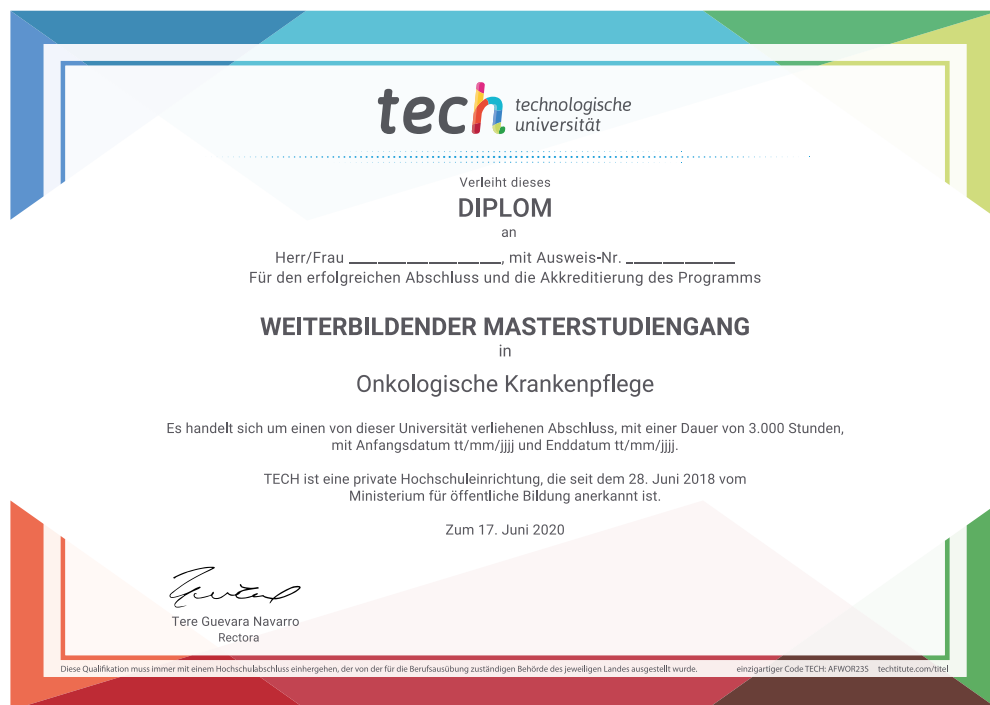 tech technologische
universität
Verleiht dieses
DIPLOM
an
Herr/Frau ____________________, mit Ausweis-Nr. ______________
Für den erfolgreichen Abschluss und die Akkreditierung des Programms
WEITERBILDENDER MASTERSTUDIENGANG
in
Onkologische Krankenpflege
Es handelt sich um einen von dieser Universität verliehenen Abschluss, mit einer Dauer von 3.000 Stunden,
mit Anfangsdatum tt/mm/jjjj und Enddatum tt/mm/jjjj.
TECH ist eine private Hochschuleinrichtung, die seit dem 28. Juni 2018 vom
Ministerium für öffentliche Bildung anerkannt ist.
Zum 17. Juni 2020
Tere Guevara Navarro
Rectora
Diese Qualifikation muss immer mit einem Hochschulabschluss einhergehen, der von der für die Berufsausübung zuständigen Behörde des jeweiligen Landes ausgestellt wurde. einzigartiger Code TECH: AFWOR23S techtitute.com/titel